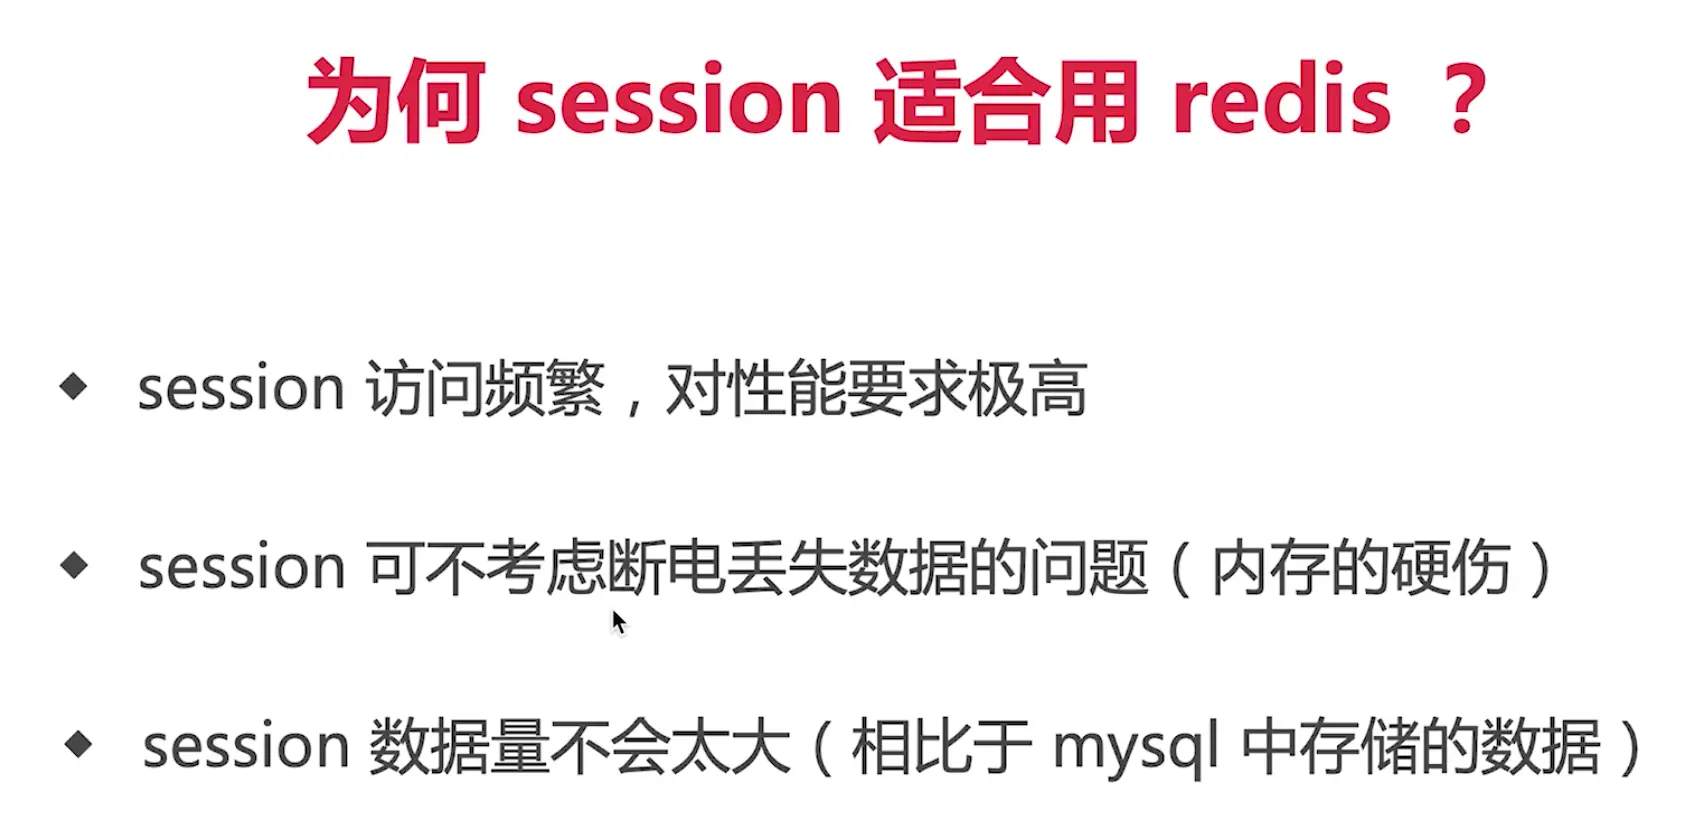 为何 session 适合用 redis ？
◆ session 访问频繁，对性能要求极高
◆ session 可不考虑断电丢失数据的问题（内存的硬伤）
◆ session 数据量不会太大（相比于 mysql 中存储的数据）